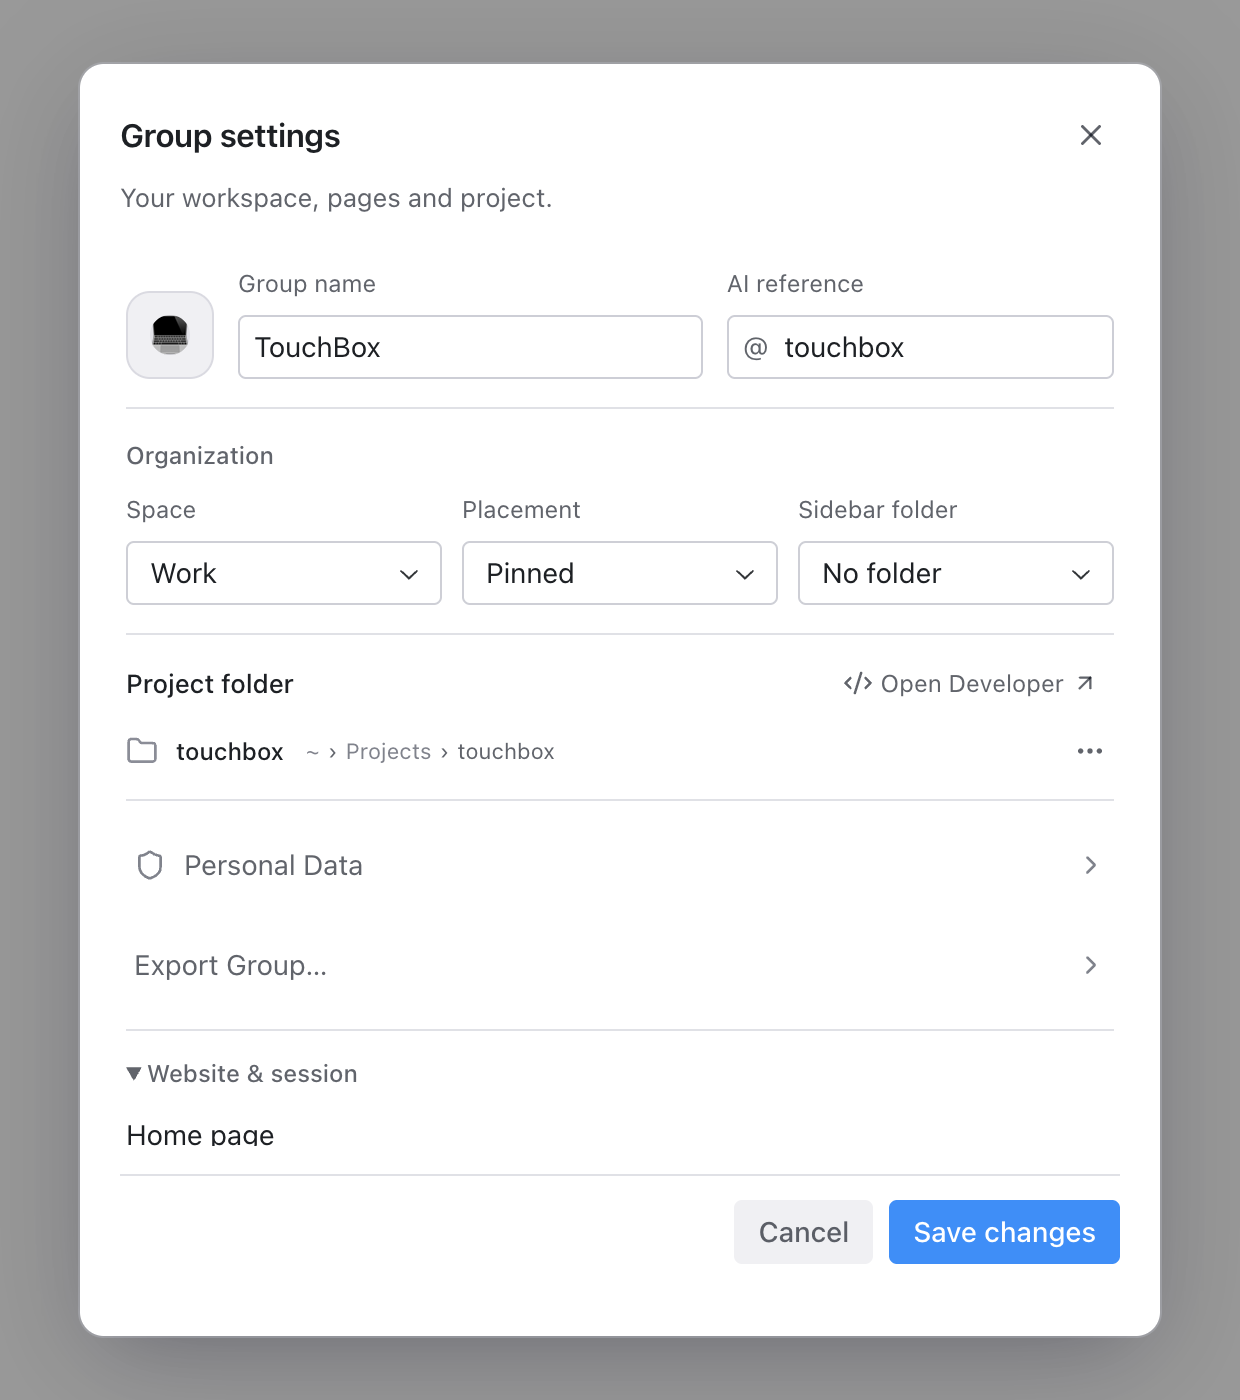 Group settings
Your workspace, pages and project.
Group name
AI reference
TouchBox
@ touchbox
Organization
Space
Placement
Sidebar folder
Work
Pinned
No folder
Project folder
</> Open Developer
touchbox ~ › Projects › touchbox
Personal Data
Export Group...
Website & session
Home page
Cancel
Save changes